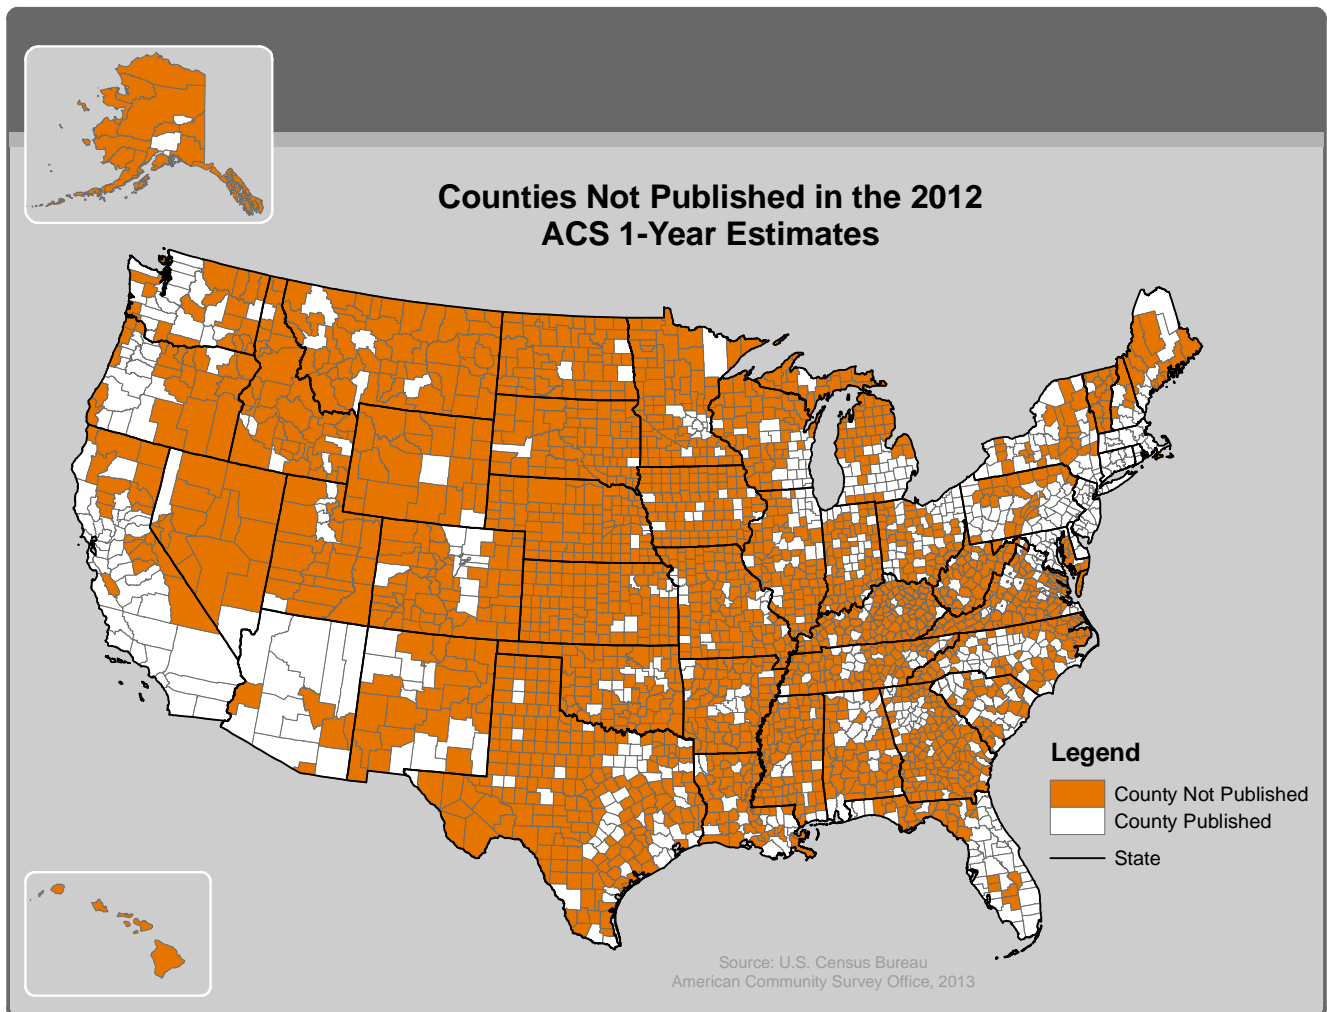 Counties Not Published in the 2012
ACS 1-Year Estimates
Legend
County Not Published
County Published
State
Source: U.S. Census Bureau
American Community Survey Office, 2013